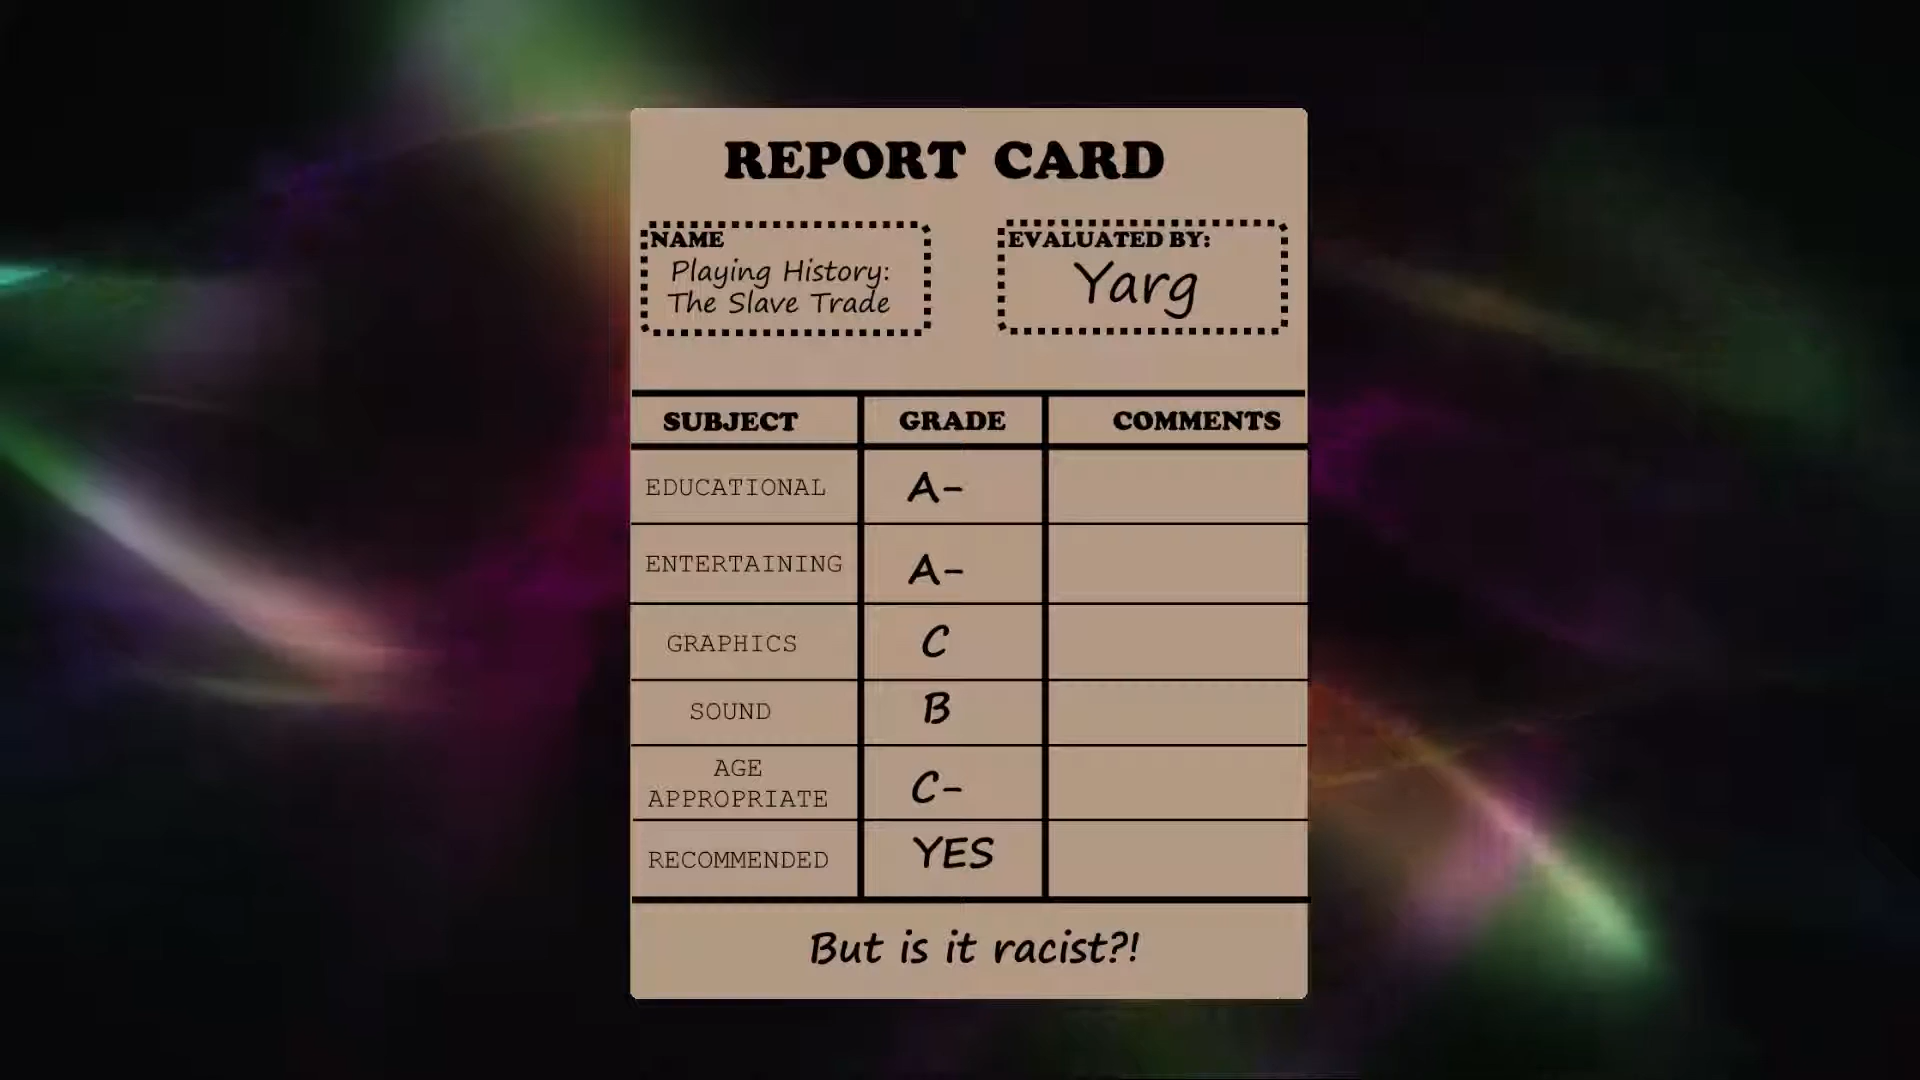 REPORT CARD
NAME
Playing History:
The Slave Trade
EVALUATED BY:
Yarg
SUBJECT GRADE COMMENTS
EDUCATIONAL A-
ENTERTAINING A-
GRAPHICS C
SOUND B
AGE
APPROPRIATE C-
RECOMMENDED YES
But is it racist?!